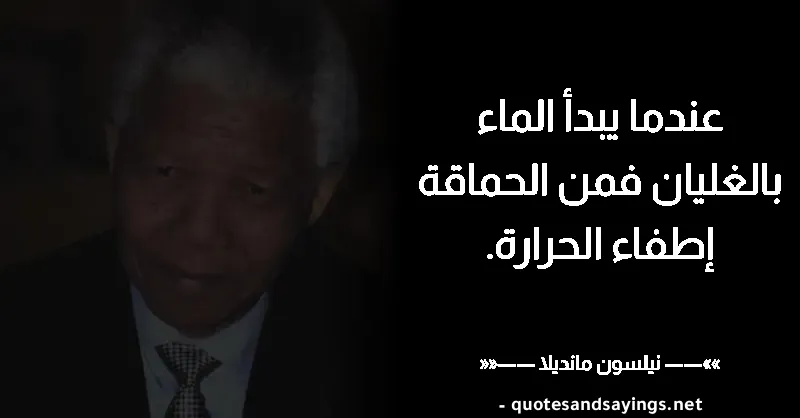 عندما يبدأ الماء
بالغليان فمن الحماقة
إطفاء الحرارة.
»»—— نيلسون مانديلا ——««
- quotesandsayings.net